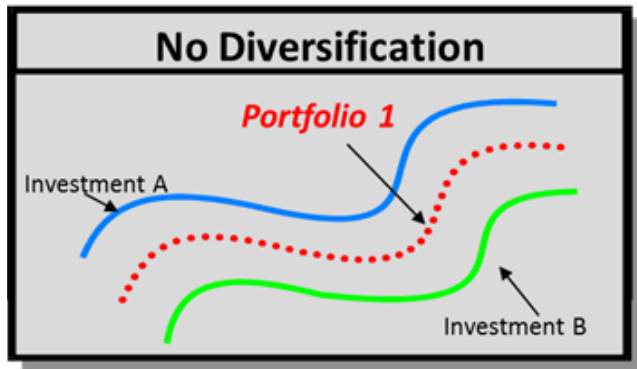 No Diversification
Portfolio 1
Investment A
Investment B